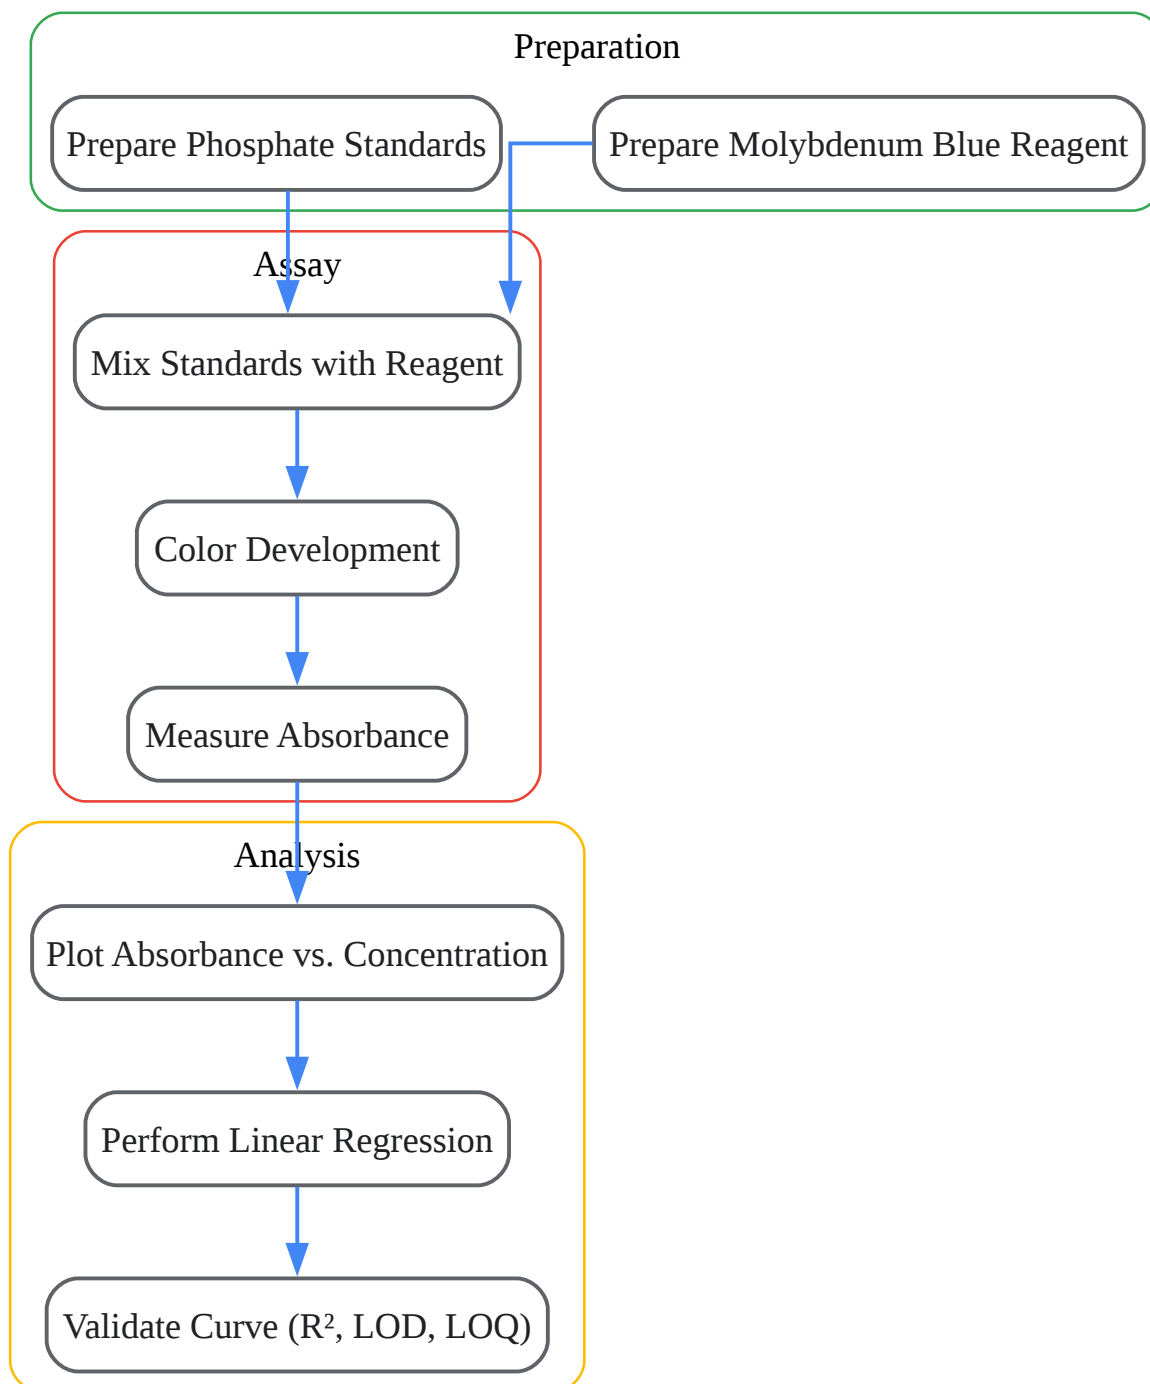 Preparation
Prepare Phosphate Standards
Prepare Molybdenum Blue Reagent
Assay
Mix Standards with Reagent
Color Development
Measure Absorbance
Analysis
Plot Absorbance vs. Concentration
Perform Linear Regression
Validate Curve (R², LOD, LOQ)